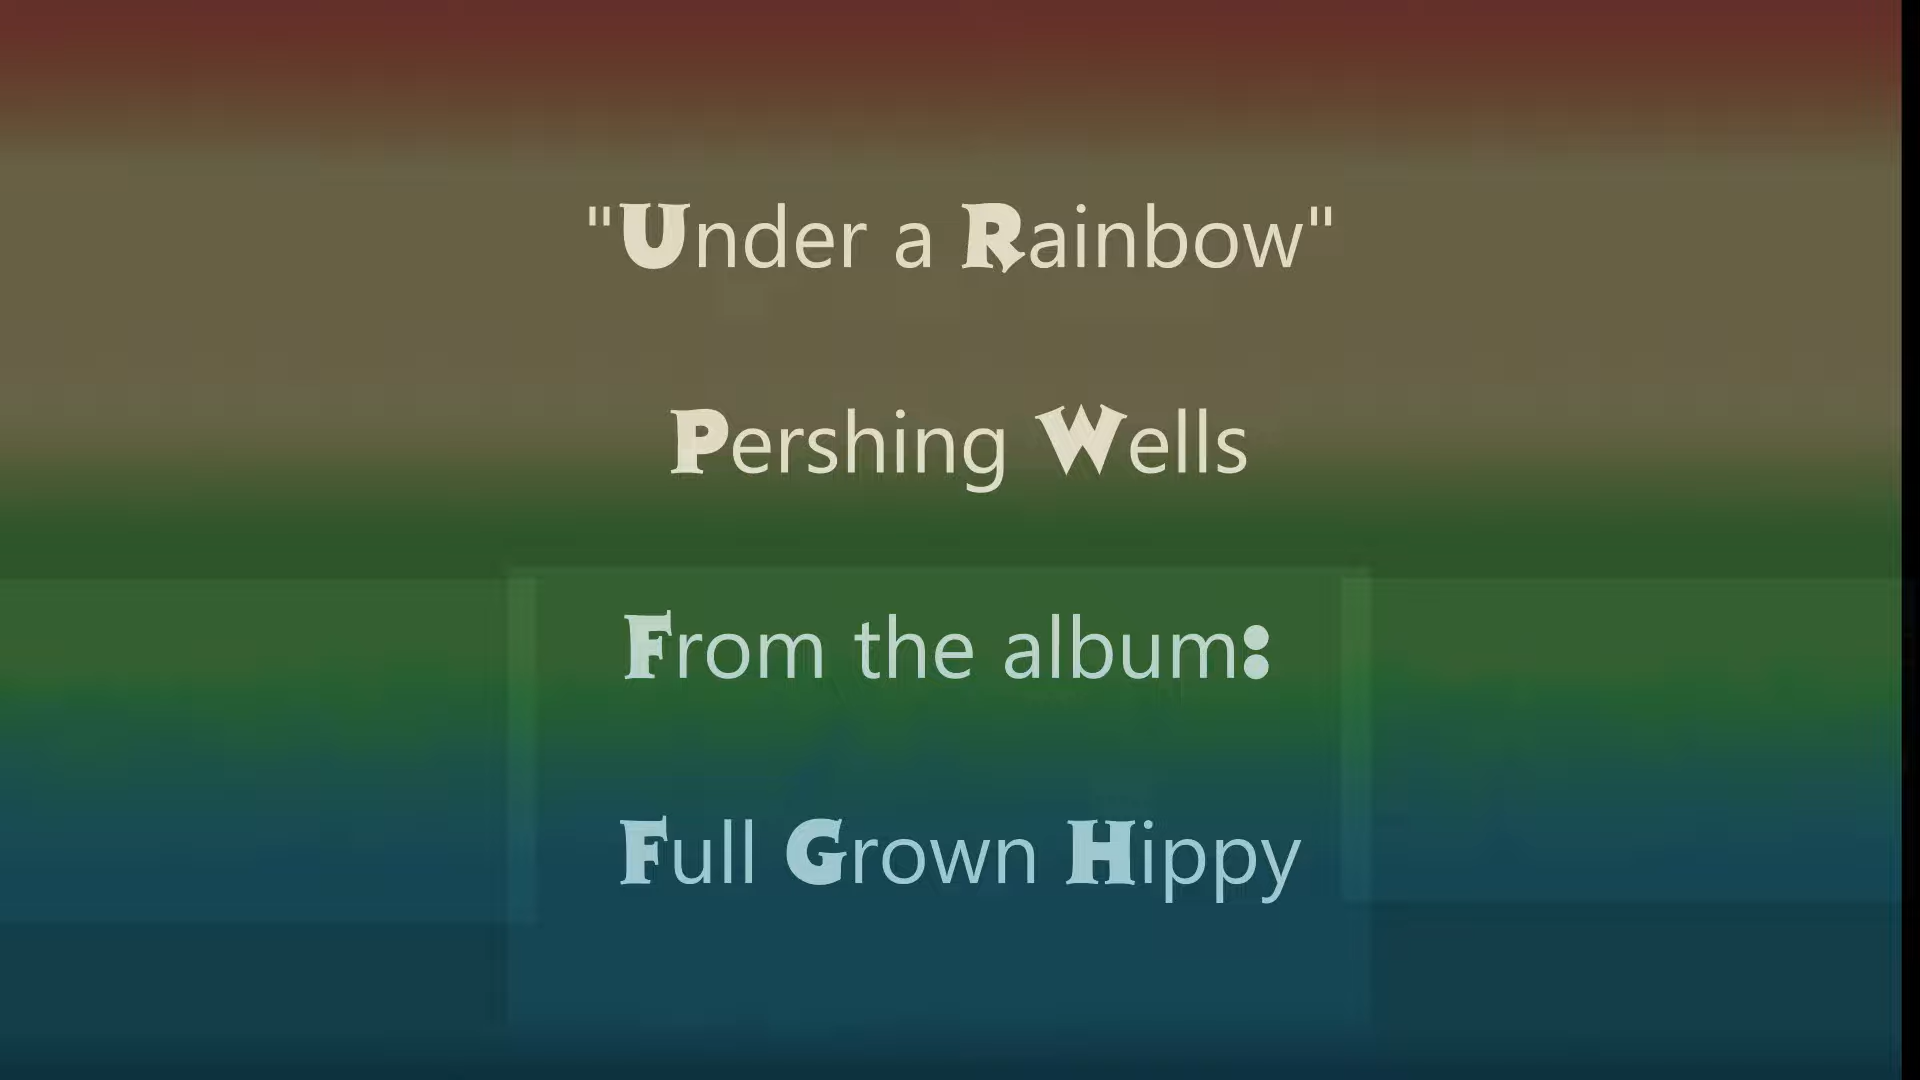 "Under a Rainbow"
Pershing Wells
From the album:
Full Grown Hippy